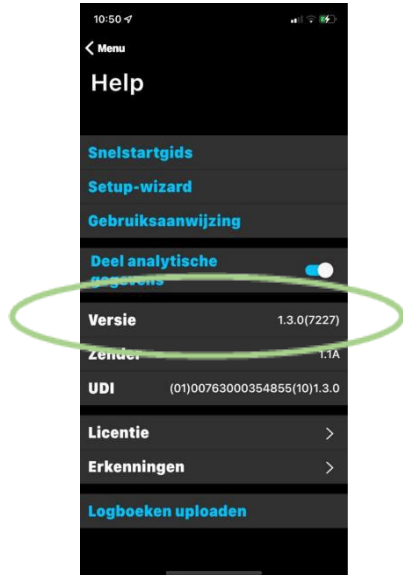 10:50
Menu
Help
Snelstartgids
Setup-wizard
Gebruiksaanwijzing
Deel analytische
gegevens
Versie 1.3.0(7227)
Zender 1.1A
UDI (01)00763000354855(10)1.3.0
Licentie
Erkenningen
Logboeken uploaden